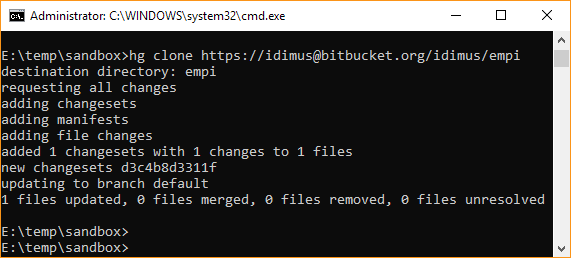 Administrator: C:\WINDOWS\system32\cmd.exe
E:\temp\sandbox>hg clone https://idimus@bitbucket.org/idimus/empi
destination directory: empi
requesting all changes
adding changesets
adding manifests
adding file changes
added 1 changesets with 1 changes to 1 files
new changesets d3c4b8d3311f
updating to branch default
1 files updated, 0 files merged, 0 files removed, 0 files unresolved
E:\temp\sandbox>
E:\temp\sandbox>